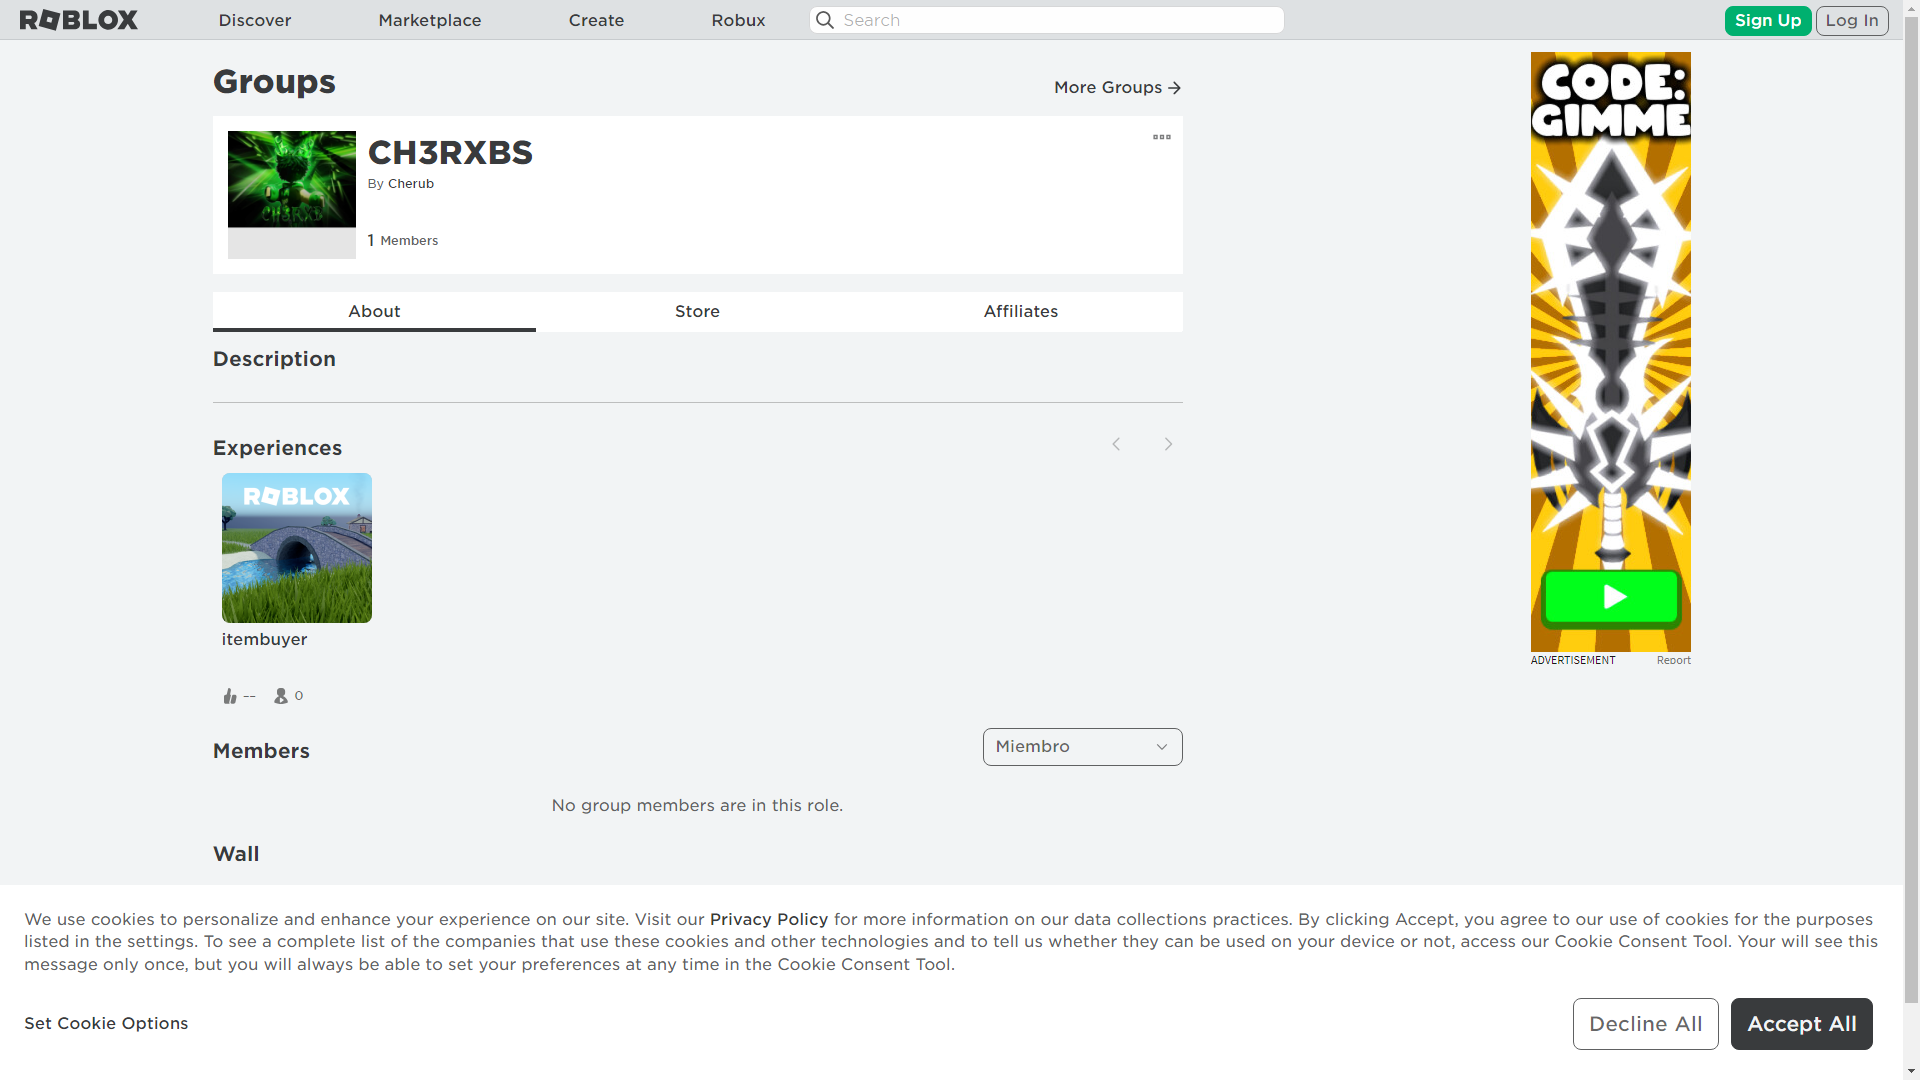 ROBLOX
Discover
Marketplace
Create
Robux
Search
Sign Up
Log In
Groups
More Groups
CH3RXBS
By Cherub
CH3RXB
1 Members
About
Store
Affiliates
Description
Experiences
ROBLOX
itembuyer
--
0
Members
Miembro
No group members are in this role.
Wall
CODE:
GIMME
ADVERTISEMENT
Report
We use cookies to personalize and enhance your experience on our site. Visit our Privacy Policy for more information on our data collections practices. By clicking Accept, you agree to our use of cookies for the purposes
listed in the settings. To see a complete list of the companies that use these cookies and other technologies and to tell us whether they can be used on your device or not, access our Cookie Consent Tool. Your will see this
message only once, but you will always be able to set your preferences at any time in the Cookie Consent Tool.
Set Cookie Options
Decline All
Accept All